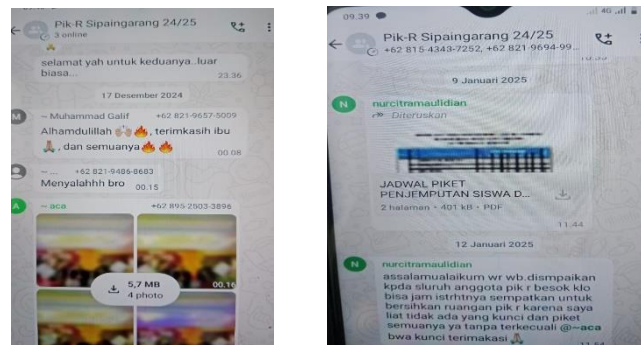 Pik-R Sipaingarang 24/25
3 online
selamat yah untuk keduanya..luar
biasa...
23.36
17 Desember 2024
M
~ Muhammad Galif +62 821-9657-5009
Alhamdulillah 🙌🏻🔥, terimkasih ibu
🙏, dan semuanya🔥🔥
00.08
~ ... +62 821-9486-0683
Menyalahhh bro 00.15
A
~ aca +62 895-2503-3896
5,7 MB
4 photo
00.16
09.39
4G
Pik-R Sipaingarang 24/25
+62 815-4343-7252, +62 821-9694-99...
9 Januari 2025
N
nurcitramaulidian
Diteruskan
JADWAL PIKET
PENJEMPUTAN SISWA D...
2 halaman • 401 kB • PDF
11.44
12 Januari 2025
N
nurcitramaulidian
assalamualaikum wr wb.dismpaikan
kpda sluruh anggota pik r besok klo
bisa jam istrhtnya sempatkan untuk
bersihkan ruangan pik r karena saya
liat tidak ada yang kunci dan piket
semuanya ya tanpa terkecuali @~aca
bwa kunci terimakasi 🙏